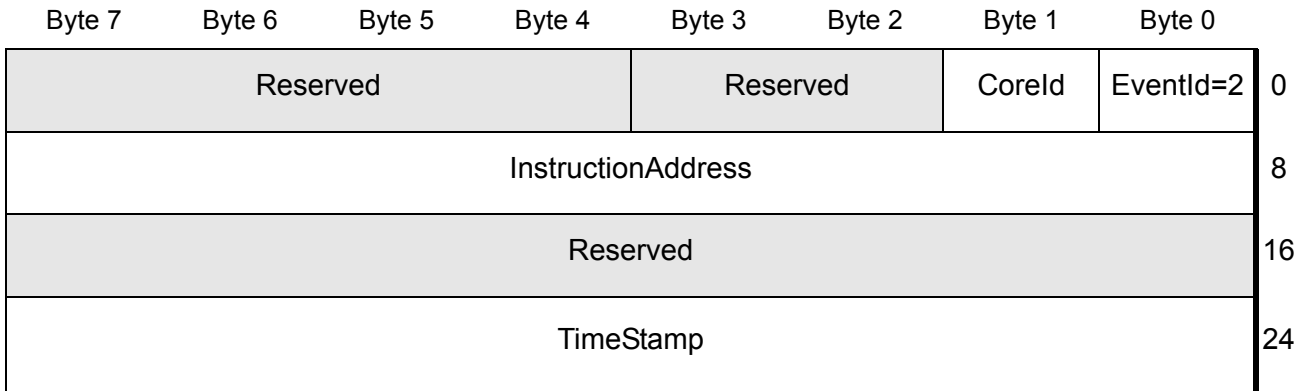 Byte 7 Byte 6 Byte 5 Byte 4 Byte 3 Byte 2 Byte 1 Byte 0
Reserved Reserved CoreId EventId=2 0
InstructionAddress 8
Reserved 16
TimeStamp 24